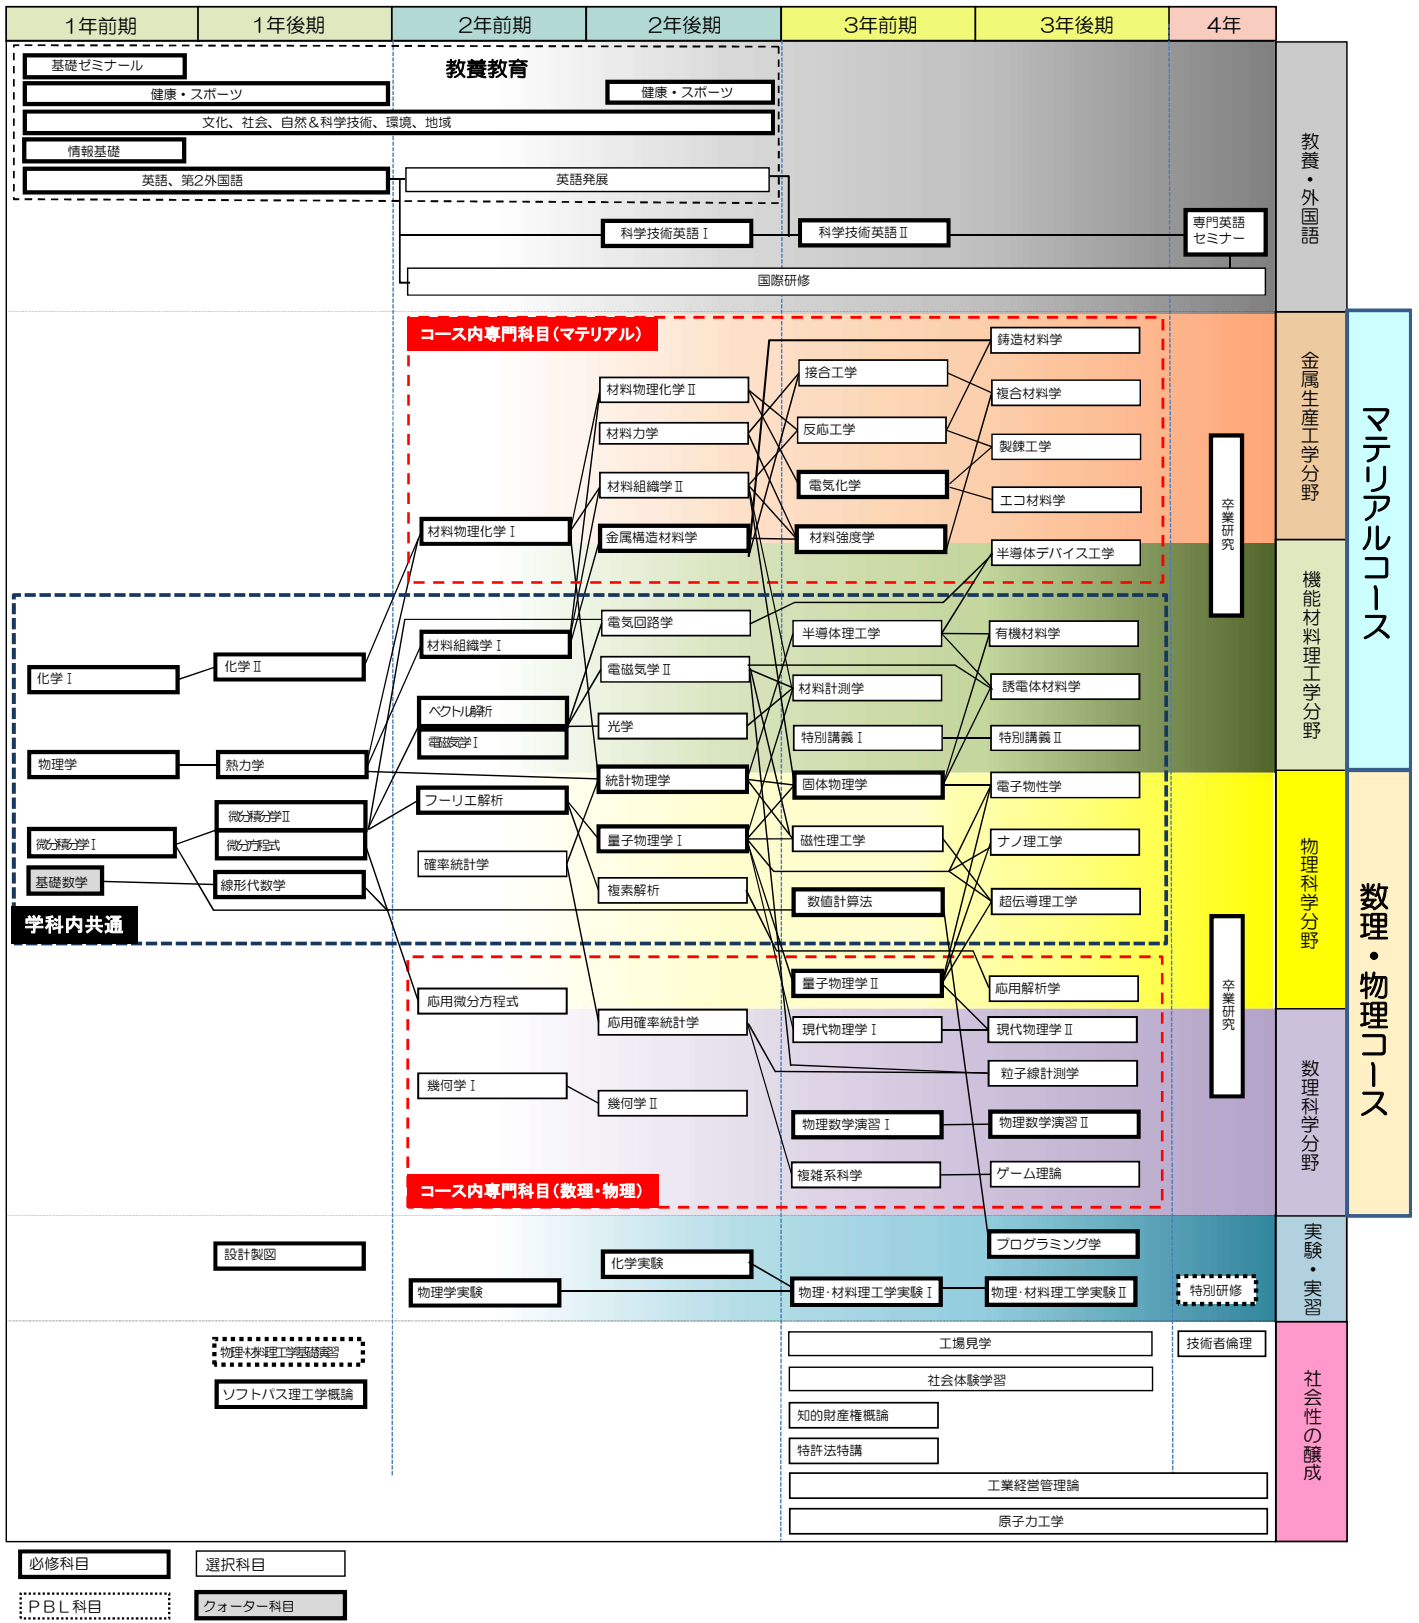 1年前期
1年後期
2年前期
2年後期
3年前期
3年後期
4年
教養教育
基礎ゼミナール
健康・スポーツ
健康・スポーツ
文化、社会、自然&科学技術、環境、地域
情報基礎
英語、第2外国語
英語発展
科学技術英語Ⅰ
科学技術英語Ⅱ
専門英語
セミナー
国際研修
教養・外国語
コース内専門科目(マテリアル)
鋳造材料学
接合工学
材料物理化学Ⅱ
複合材料学
材料力学
反応工学
製錬工学
材料組織学Ⅱ
電気化学
エコ材料学
材料物理化学Ⅰ
金属構造材料学
材料強度学
半導体デバイス工学
卒業研究
金属生産工学分野
マテリアルコース
電気回路学
材料組織学Ⅰ
半導体理工学
有機材料学
化学Ⅰ
化学Ⅱ
電磁気学Ⅱ
材料計測学
誘電体材料学
ベクトル解析
電磁気学Ⅰ
光学
特別講義Ⅰ
特別講義Ⅱ
機能材料理工学分野
物理学
熱力学
統計物理学
固体物理学
電子物性学
フーリエ解析
微分積分学Ⅱ
微分方程式
微分積分学Ⅰ
量子物理学Ⅰ
磁性理工学
ナノ理工学
確率統計学
基礎数学
線形代数学
複素解析
数値計算法
超伝導理工学
学科内共通
物理科学分野
数理・物理コース
量子物理学Ⅱ
応用解析学
応用微分方程式
応用確率統計学
現代物理学Ⅰ
現代物理学Ⅱ
卒業研究
粒子線計測学
幾何学Ⅰ
幾何学Ⅱ
物理数学演習Ⅰ
物理数学演習Ⅱ
複雑系科学
ゲーム理論
コース内専門科目(数理・物理)
数理科学分野
設計製図
プログラミング学
化学実験
物理学実験
物理・材料理工学実験Ⅰ
物理・材料理工学実験Ⅱ
特別研修
実験・実習
物理・材料理工学基礎演習
ソフトパス理工学概論
工場見学
技術者倫理
社会体験学習
知的財産権概論
特許法特講
工業経営管理論
原子力工学
社会性の醸成
必修科目
選択科目
PBL科目
クォーター科目